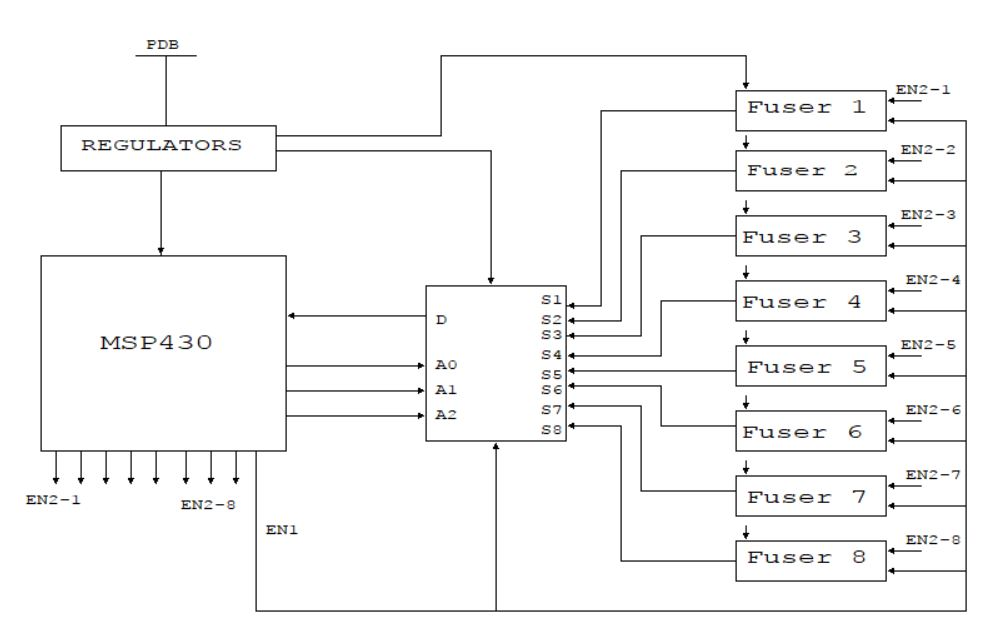 PDB
REGULATORS
MSP430
EN2-1
EN2-8
EN1
D
A0
A1
A2
S1
S2
S3
S4
S5
S6
S7
S8
Fuser 1
EN2-1
Fuser 2
EN2-2
Fuser 3
EN2-3
Fuser 4
EN2-4
Fuser 5
EN2-5
Fuser 6
EN2-6
Fuser 7
EN2-7
Fuser 8
EN2-8